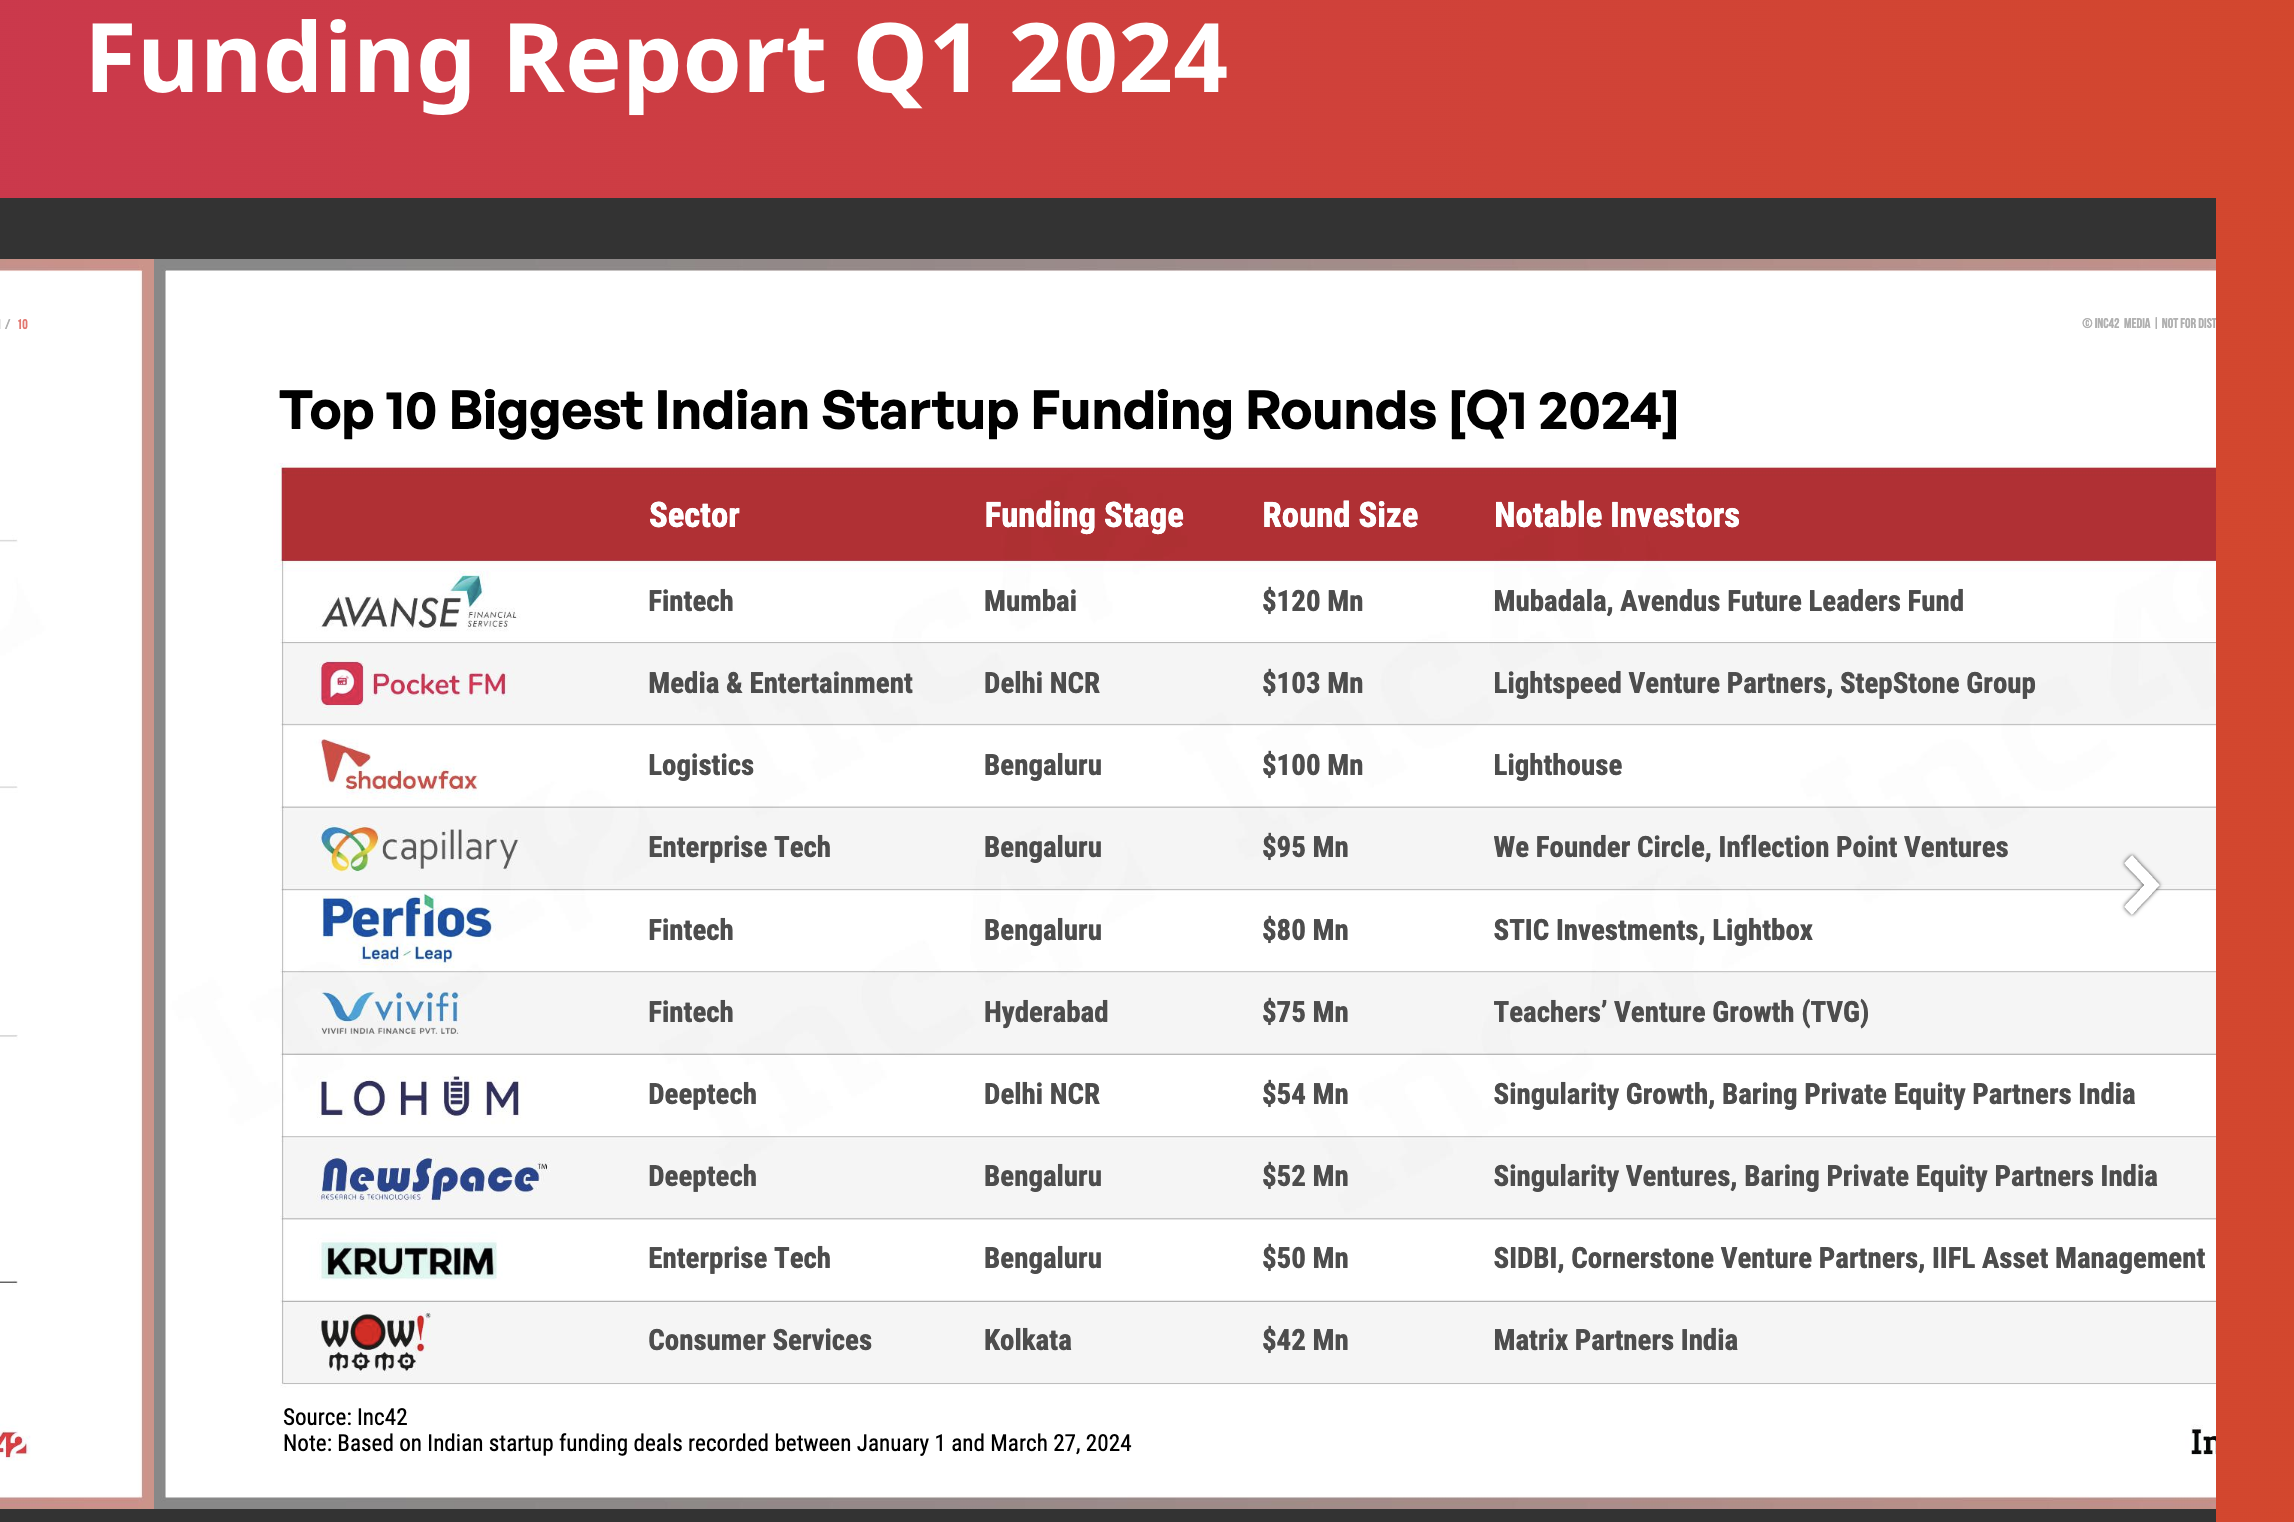 Funding Report Q1 2024
/ 10
© INC42 MEDIA | NOT FOR DIST
Top 10 Biggest Indian Startup Funding Rounds [Q1 2024]
Sector Funding Stage Round Size Notable Investors
AVANSE FINANCIAL SERVICES Fintech Mumbai $120 Mn Mubadala, Avendus Future Leaders Fund
Pocket FM Media & Entertainment Delhi NCR $103 Mn Lightspeed Venture Partners, StepStone Group
shadowfax Logistics Bengaluru $100 Mn Lighthouse
capillary Enterprise Tech Bengaluru $95 Mn We Founder Circle, Inflection Point Ventures
Perfios Lead Leap Fintech Bengaluru $80 Mn STIC Investments, Lightbox
vivifi VIVIFI INDIA FINANCE PVT. LTD. Fintech Hyderabad $75 Mn Teachers’ Venture Growth (TVG)
LOHUM Deeptech Delhi NCR $54 Mn Singularity Growth, Baring Private Equity Partners India
NewSpace™ RESEARCH & TECHNOLOGIES Deeptech Bengaluru $52 Mn Singularity Ventures, Baring Private Equity Partners India
KRUTRIM Enterprise Tech Bengaluru $50 Mn SIDBI, Cornerstone Venture Partners, IIFL Asset Management
WOW! momo Consumer Services Kolkata $42 Mn Matrix Partners India
Source: Inc42
Note: Based on Indian startup funding deals recorded between January 1 and March 27, 2024
42
In